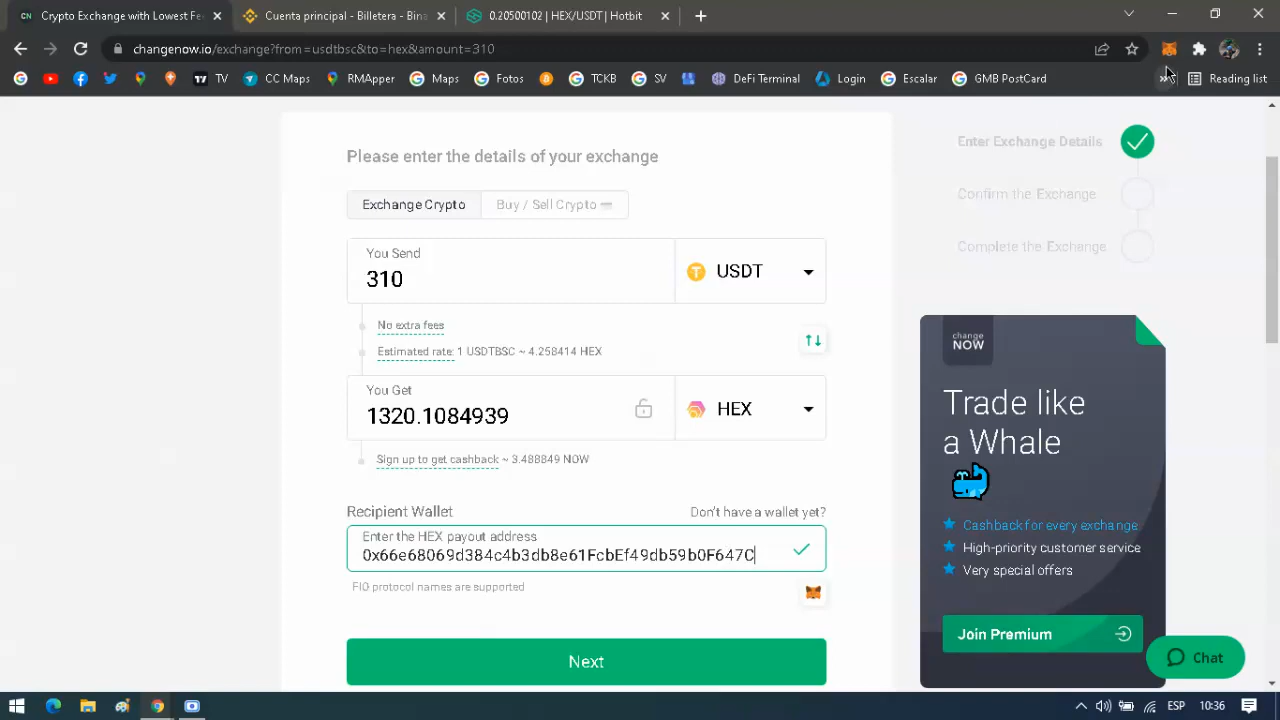 Crypto Exchange with Lowest Fe
Cuenta principal - Billetera - Bina
0.20500102 | HEX/USDT | Hotbit
changenow.io/exchange?from=usdtbsc&to=hex&amount=310
TV
CC Maps
RMApper
Maps
Fotos
TCKB
SV
DeFi Terminal
Login
Escalar
GMB PostCard
Reading list
Please enter the details of your exchange
Exchange Crypto
Buy / Sell Crypto
You Send
310
USDT
No extra fees
Estimated rate: 1 USDTBSC ~ 4.258414 HEX
You Get
1320.1084939
HEX
Sign up to get cashback ~ 3.488849 NOW
Recipient Wallet
Don't have a wallet yet?
Enter the HEX payout address
0x66e68069d384c4b3db8e61FcbEf49db59b0F647C
FIO protocol names are supported
Next
Enter Exchange Details
Confirm the Exchange
Complete the Exchange
change
NOW
Trade like
a Whale
Cashback for every exchange
High-priority customer service
Very special offers
Join Premium
Chat
ESP
10:36